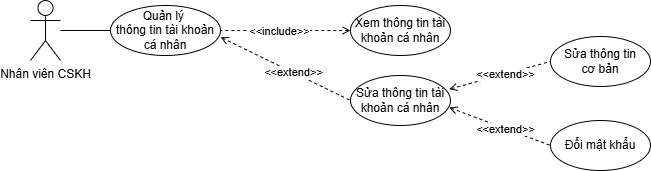 Nhân viên CSKH
Quản lý
thông tin tài khoản
cá nhân
<<include>>
Xem thông tin tài
khoản cá nhân
<<extend>>
Sửa thông tin tài
khoản cá nhân
<<extend>>
Sửa thông tin
cơ bản
<<extend>>
Đổi mật khẩu